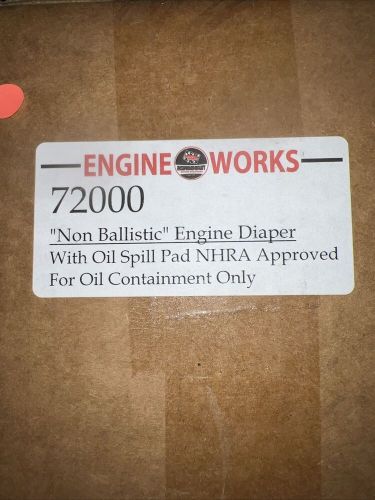 ENGINE WORKS
72000
"Non Ballistic" Engine Diaper
With Oil Spill Pad NHRA Approved
For Oil Containment Only